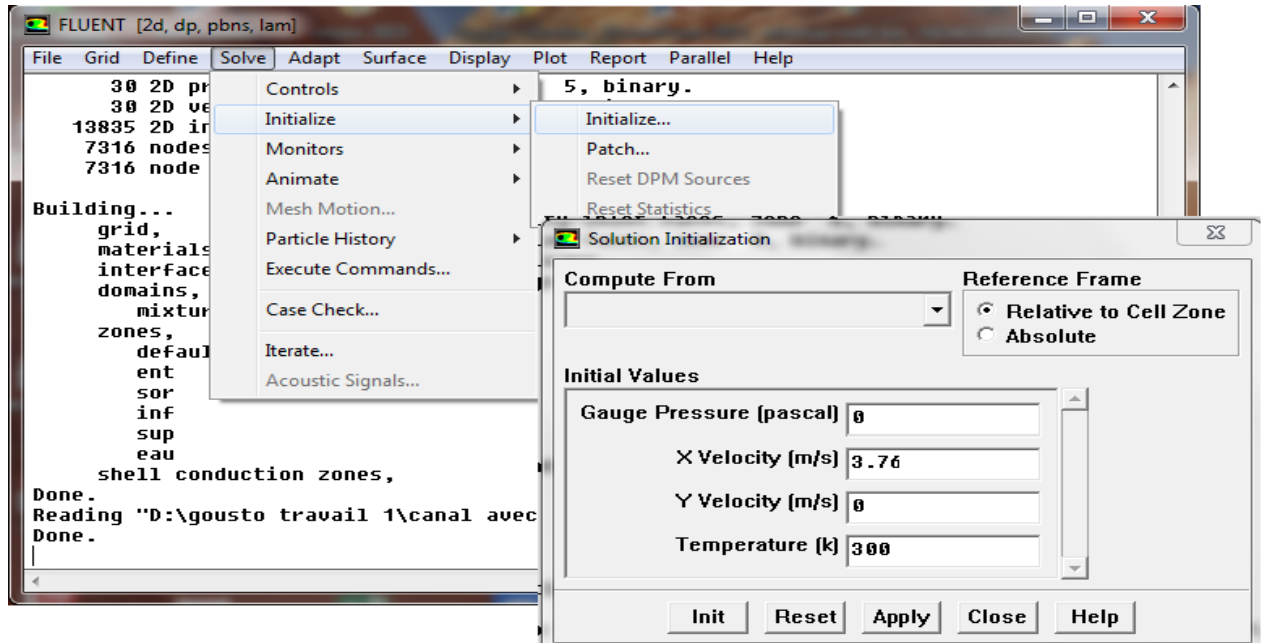 FLUENT [2d, dp, pbns, lam]
File Grid Define Solve Adapt Surface Display Plot Report Parallel Help
30 2D pr 5, binary.
30 2D ve
13835 2D in
7316 nodes
7316 node
Building...
grid,
materials
interface
domains,
mixtur
zones,
defaul
ent
sor
inf
sup
eau
shell conduction zones,
Done.
Reading "D:\gousto travail 1\canal avec
Done.
Controls
Initialize
Monitors
Animate
Mesh Motion...
Particle History
Execute Commands...
Case Check...
Iterate...
Acoustic Signals...
Initialize...
Patch...
Reset DPM Sources
Reset Statistics
Solution Initialization
Compute From
Reference Frame
Relative to Cell Zone
Absolute
Initial Values
Gauge Pressure (pascal) 0
X Velocity (m/s) 3.76
Y Velocity (m/s) 0
Temperature (k) 300
Init Reset Apply Close Help